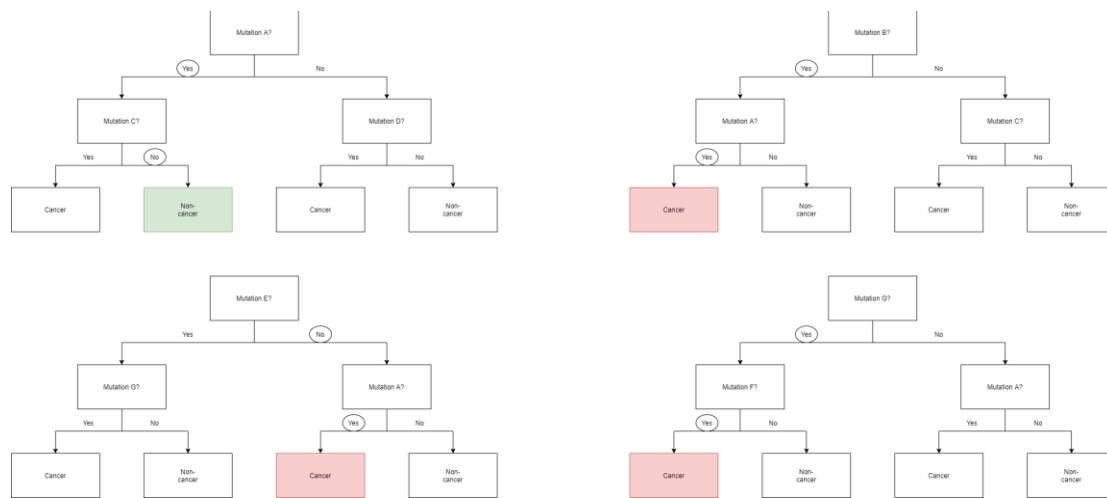 Mutation A?
Yes
No
Mutation C?
Mutation D?
Yes
No
Yes
No
Cancer
Non-
cancer
Cancer
Non-
cancer
Mutation B?
Yes
No
Mutation A?
Mutation C?
Yes
No
Yes
No
Cancer
Non-
cancer
Cancer
Non-
cancer
Mutation E?
Yes
No
Mutation G?
Mutation A?
Yes
No
Yes
No
Cancer
Non-
cancer
Cancer
Non-
cancer
Mutation G?
Yes
No
Mutation F?
Mutation A?
Yes
No
Yes
No
Cancer
Non-
cancer
Cancer
Non-
cancer